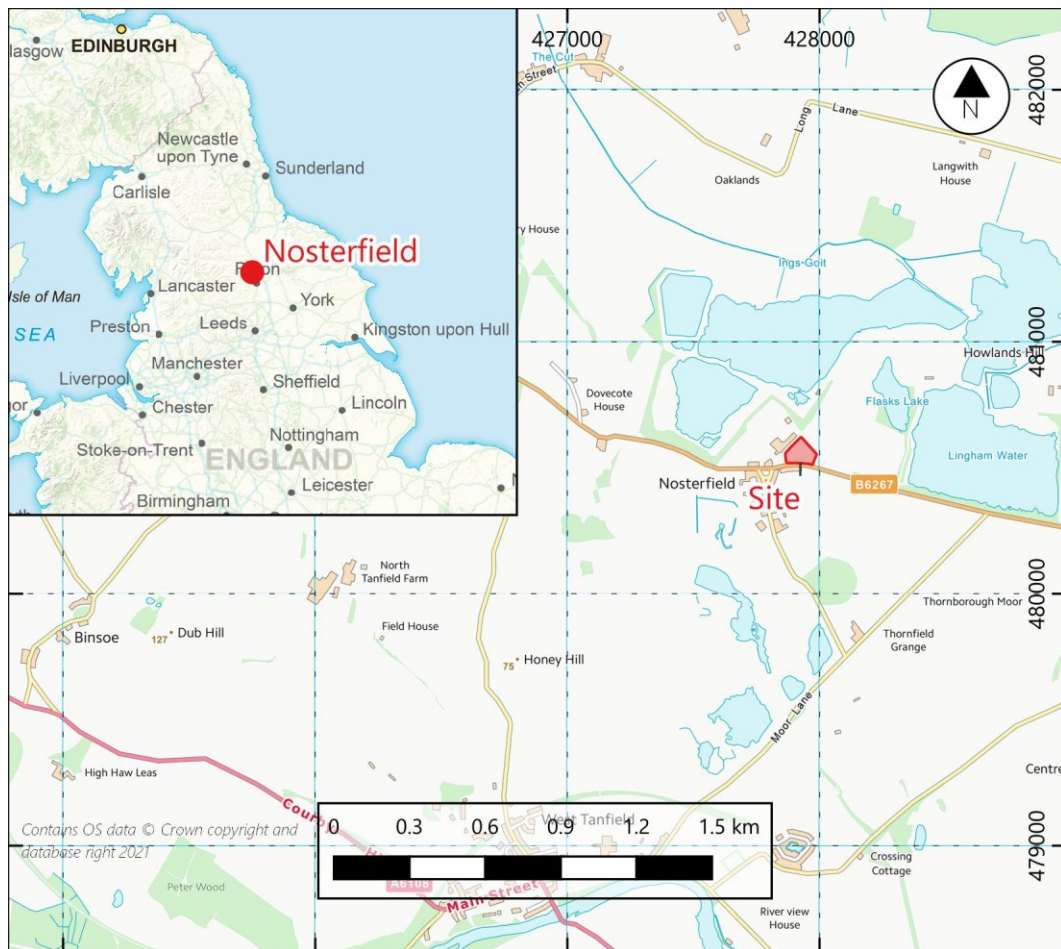 EDINBURGH
lasgow
Newcastle
upon Tyne
Sunderland
Carlisle
Nosterfield
Isle of Man
Lancaster
York
SEA
Preston
Leeds
Kingston upon Hull
Manchester
Liverpool
Sheffield
Chester
Lincoln
Stoke-on-Trent
Nottingham
ENGLAND
Leicester
Birmingham
427000
428000
The Cut
Street
482000
N
Long
Lane
Oaklands
Langwith
House
ry House
Ings-Goit
481000
Howlands Hill
Dovecote
House
Flasks Lake
Lingham Water
Nosterfield
B6267
Site
North
Tanfield Farm
480000
Thornborough Moor
Binsoe
127
Dub Hill
Field House
Thornfield
Grange
75
Honey Hill
Moor Lane
High Haw Leas
Centre
Contains OS data © Crown copyright and
database right 2021
West Tanfield
0 0.3 0.6 0.9 1.2 1.5 km
479000
Crossing
Cottage
Peter Wood
A6108
Main Street
River view
House